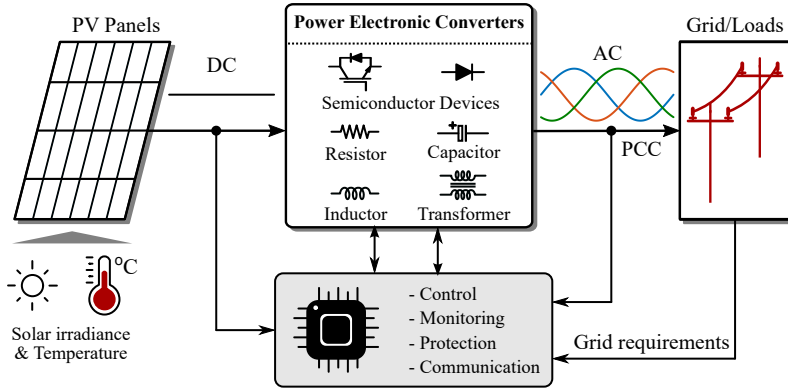 PV Panels
Power Electronic Converters
Grid/Loads
DC
AC
Semiconductor Devices
Resistor
Capacitor
PCC
Inductor
Transformer
°C
Solar irradiance
& Temperature
- Control
- Monitoring
- Protection
- Communication
Grid requirements
+